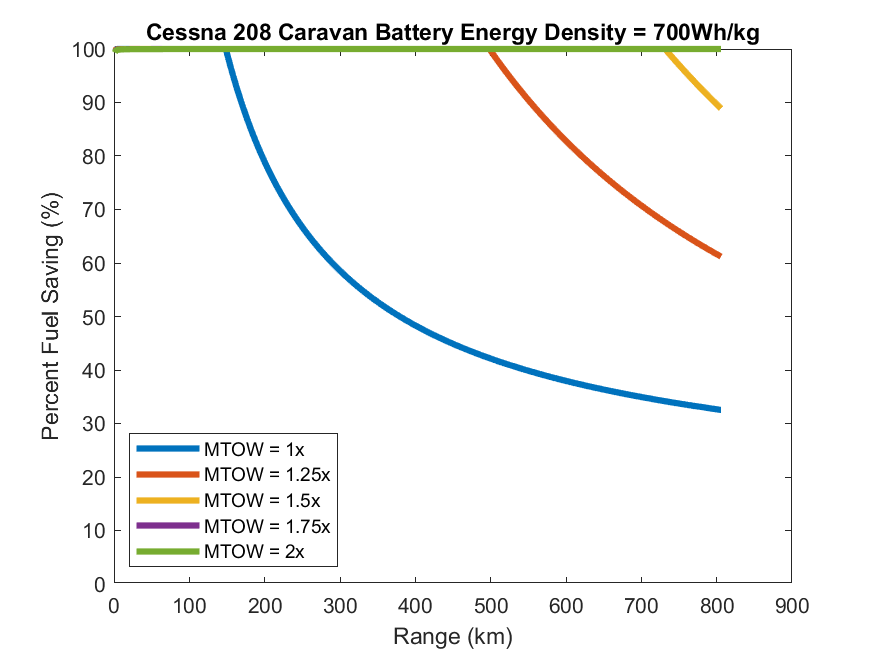 Cessna 208 Caravan Battery Energy Density = 700Wh/kg
100
90
80
70
60
50
40
30
20
10
0
Percent Fuel Saving (%)
MTOW = 1x
MTOW = 1.25x
MTOW = 1.5x
MTOW = 1.75x
MTOW = 2x
0 100 200 300 400 500 600 700 800 900
Range (km)